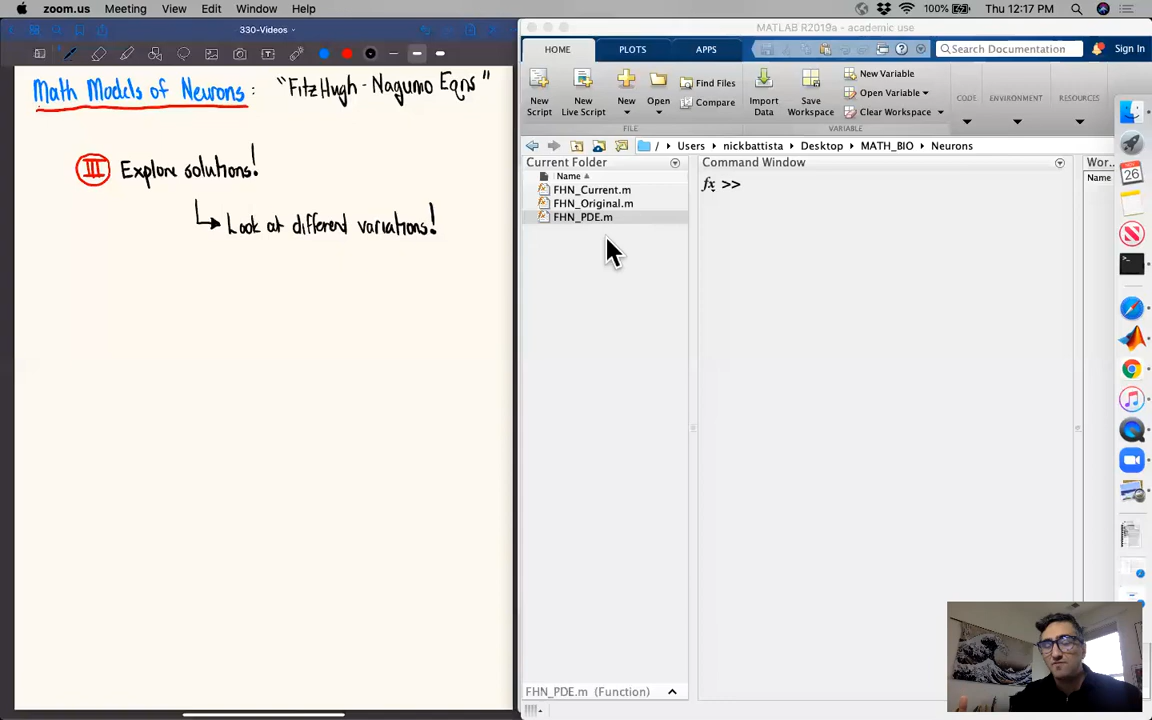 zoom.us Meeting View Edit Window Help
100% Thu 12:17 PM
330-Videos
Math Models of Neurons: "FitzHugh-Nagumo Eqns"
III Explore solutions!
Look at different variations!
MATLAB R2019a - academic use
HOME PLOTS APPS
Search Documentation Sign In
New Script
New Live Script
New
Open
Find Files
Compare
Import Data
Save Workspace
New Variable
Open Variable
Clear Workspace
CODE ENVIRONMENT RESOURCES
FILE VARIABLE
/ Users nickbattista Desktop MATH_BIO Neurons
Current Folder
Name
FHN_Current.m
FHN_Original.m
FHN_PDE.m
Command Window
fx >>
Wor...
Name
26
FHN_PDE.m (Function)